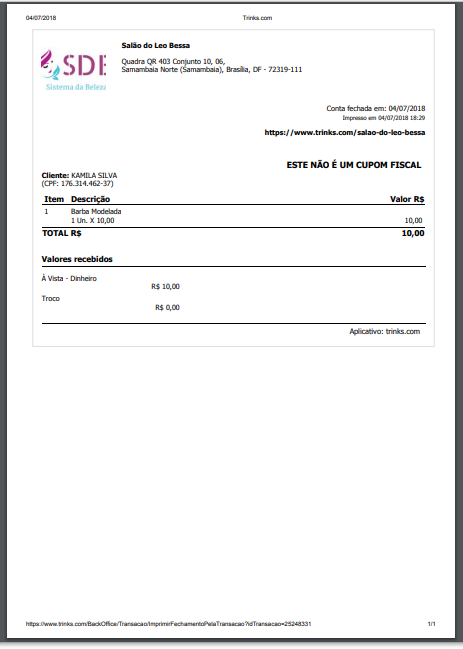 04/07/2018 Trinks.com
SDE
Sistema da Beleza
Salão do Leo Bessa
Quadra QR 403 Conjunto 10, 06,
Samambaia Norte (Samambaia), Brasília, DF - 72319-111
Conta fechada em: 04/07/2018
Impresso em 04/07/2018 18:29
https://www.trinks.com/salao-do-leo-bessa
ESTE NÃO É UM CUPOM FISCAL
Cliente: KAMILA SILVA
(CPF: 176.314.462-37)
Item Descrição Valor R$
1 Barba Modelada
1 Un. X 10,00 10,00
TOTAL R$ 10,00
Valores recebidos
À Vista - Dinheiro
R$ 10,00
Troco
R$ 0,00
Aplicativo: trinks.com
https://www.trinks.com/BackOffice/Transacao/ImprimirFechamentoPelaTransacao?idTransacao=25248331 1/1